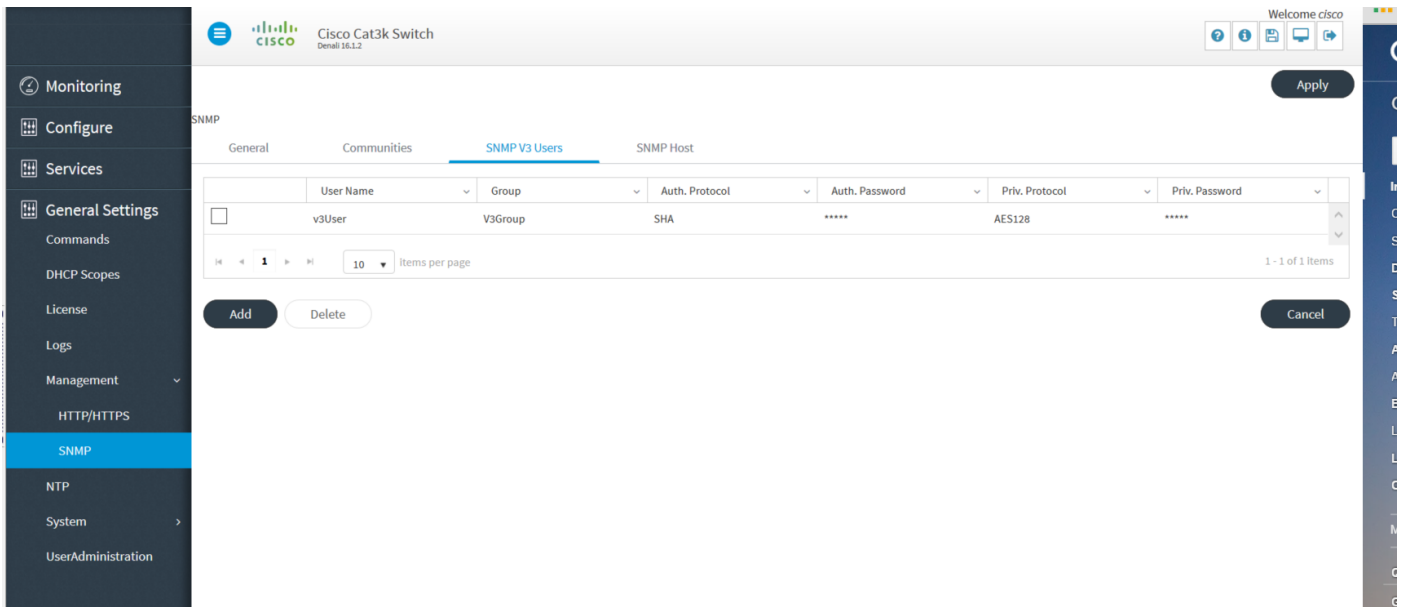 Welcome cisco
CISCO
Cisco Cat3k Switch
Denali 16.1.2
Monitoring
Configure
Services
General Settings
Commands
DHCP Scopes
License
Logs
Management
HTTP/HTTPS
SNMP
NTP
System
UserAdministration
Apply
SNMP
General Communities SNMP V3 Users SNMP Host
User Name Group Auth. Protocol Auth. Password Priv. Protocol Priv. Password
v3User V3Group SHA ***** AES128 *****
1 10 items per page 1 - 1 of 1 items
Add Delete Cancel